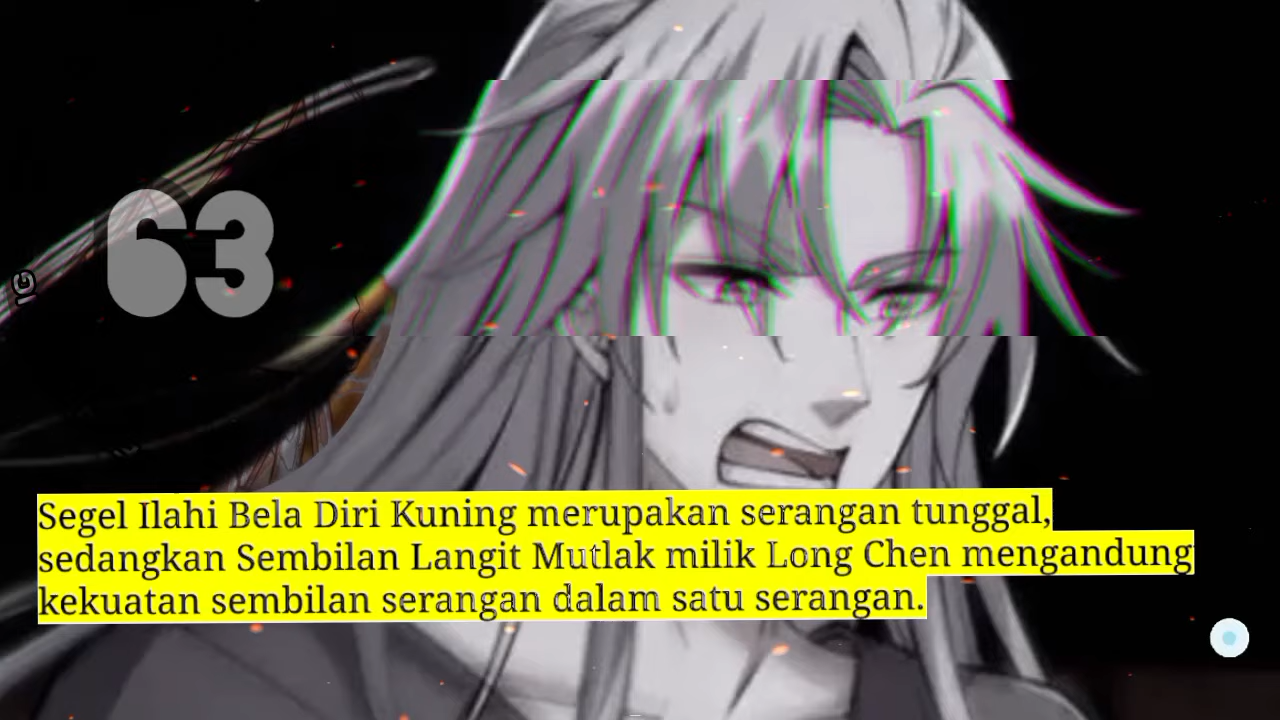 63
IG
Segel Ilahi Bela Diri Kuning merupakan serangan tunggal,
sedangkan Sembilan Langit Mutlak milik Long Chen mengandung
kekuatan sembilan serangan dalam satu serangan.